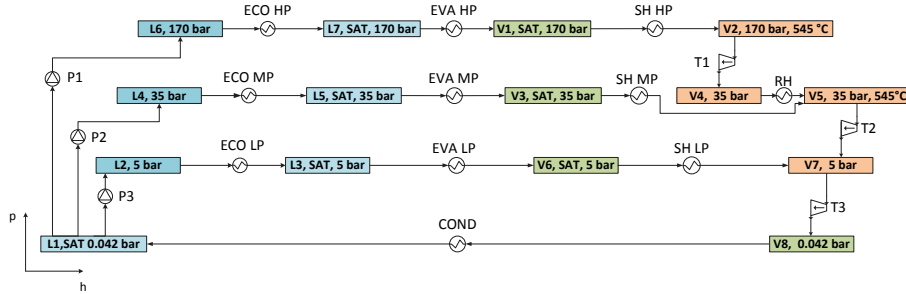 ECO HP
EVA HP
SH HP
L6, 170 bar
L7, SAT, 170 bar
V1, SAT, 170 bar
V2, 170 bar, 545 °C
P1
T1
ECO MP
EVA MP
SH MP
RH
L4, 35 bar
L5, SAT, 35 bar
V3, SAT, 35 bar
V4, 35 bar
V5, 35 bar, 545°C
P2
T2
ECO LP
EVA LP
SH LP
L2, 5 bar
L3, SAT, 5 bar
V6, SAT, 5 bar
V7, 5 bar
P3
T3
p
COND
L1,SAT 0.042 bar
V8, 0.042 bar
h